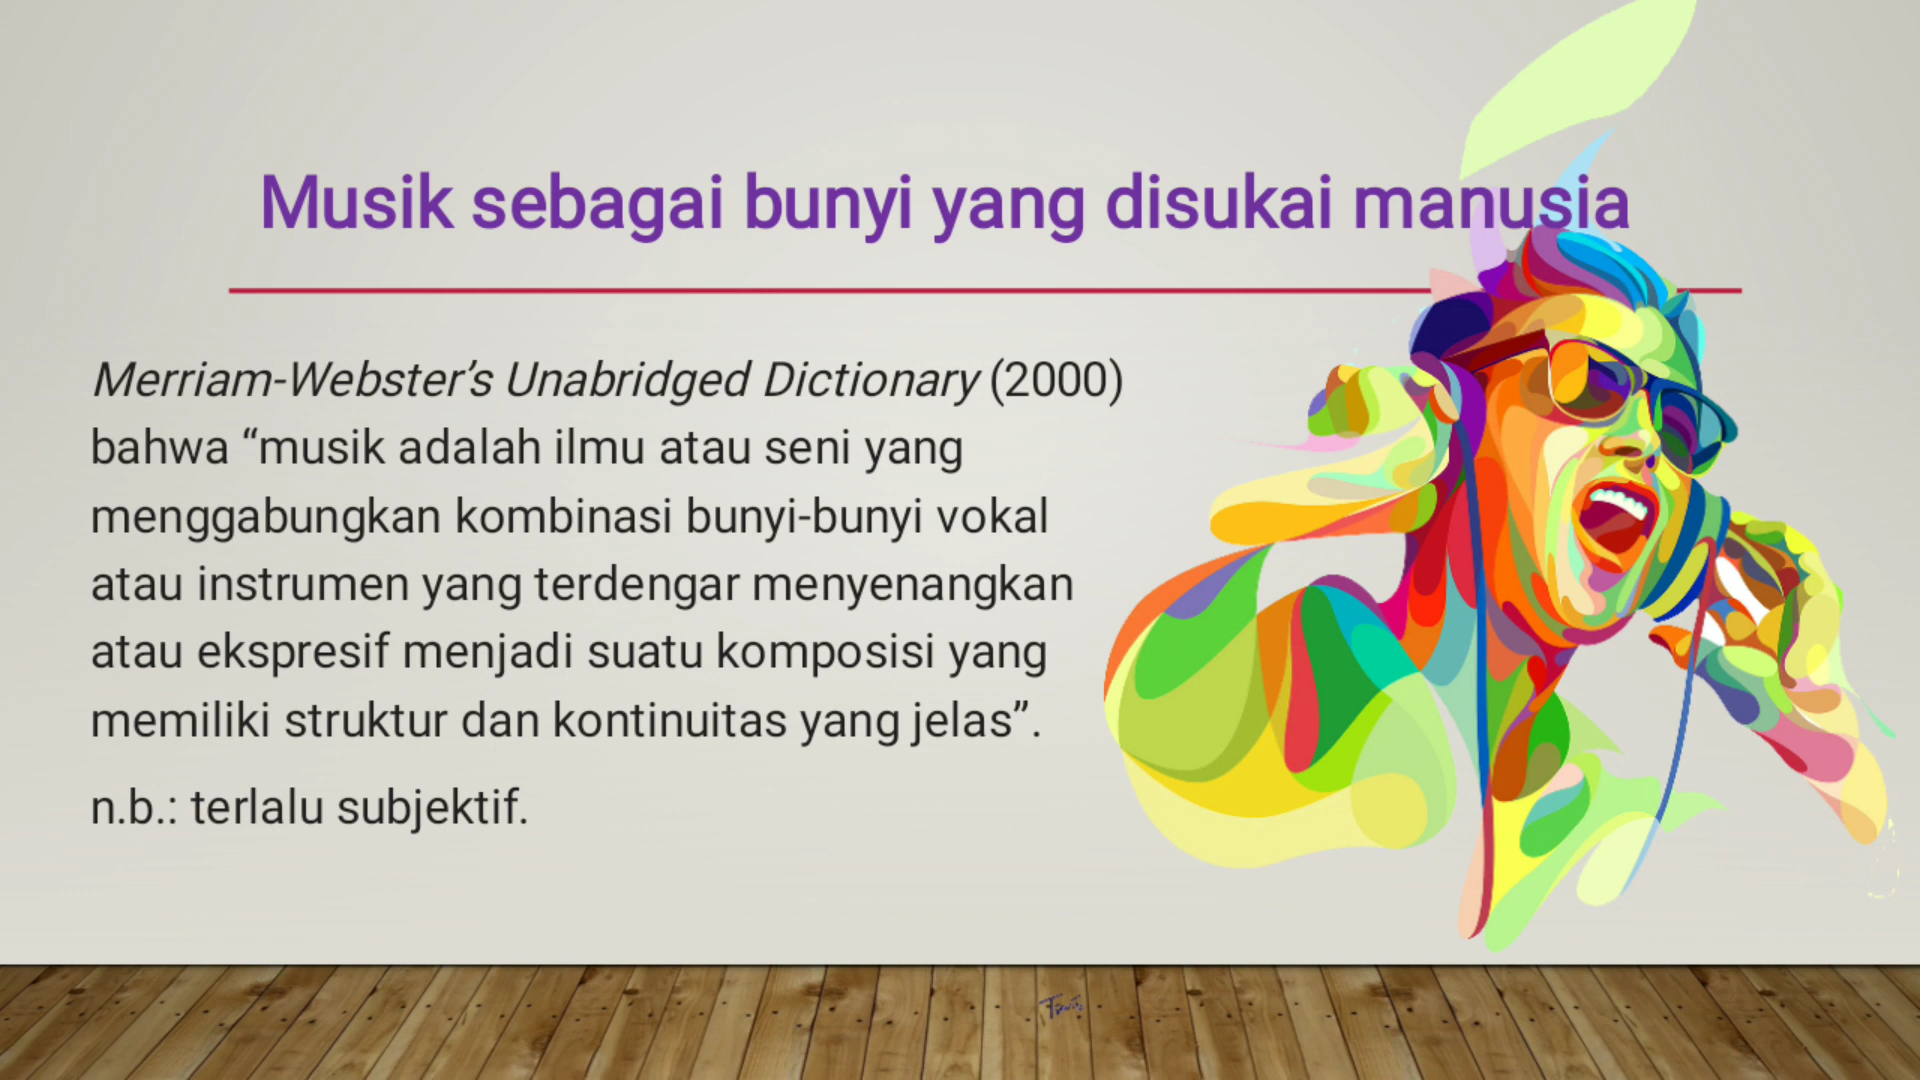 Musik sebagai bunyi yang disukai manusia
Merriam-Webster’s Unabridged Dictionary (2000)
bahwa “musik adalah ilmu atau seni yang
menggabungkan kombinasi bunyi-bunyi vokal
atau instrumen yang terdengar menyenangkan
atau ekspresif menjadi suatu komposisi yang
memiliki struktur dan kontinuitas yang jelas”.
n.b.: terlalu subjektif.